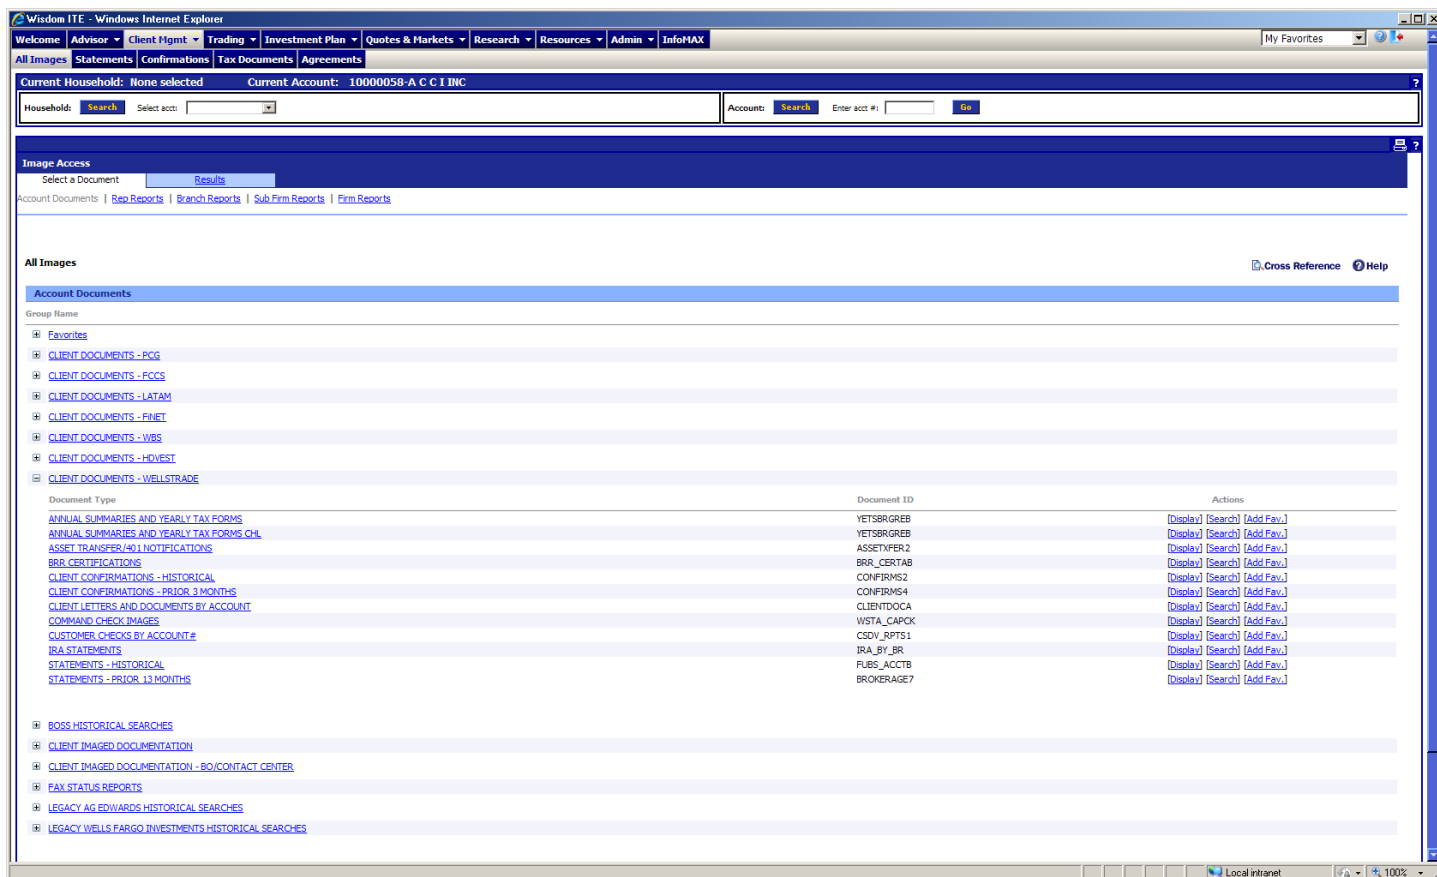 Wisdom ITE - Windows Internet Explorer
Welcome Advisor Client Mgmt Trading Investment Plan Quotes & Markets Research Resources Admin InfoMAX My Favorites
All Images Statements Confirmations Tax Documents Agreements
Current Household: None selected Current Account: 10000058-A C C I INC ?
Household: Search Select acct: Account: Search Enter acct #: Go
?
Image Access
Select a Document Results
Account Documents | Rep Reports | Branch Reports | Sub Firm Reports | Firm Reports
All Images Cross Reference ? Help
Account Documents
Group Name
Favorites
CLIENT DOCUMENTS - PCG
CLIENT DOCUMENTS - FCCS
CLIENT DOCUMENTS - LATAM
CLIENT DOCUMENTS - FiNET
CLIENT DOCUMENTS - WBS
CLIENT DOCUMENTS - HDVEST
CLIENT DOCUMENTS - WELLSTRADE
Document Type Document ID Actions
ANNUAL SUMMARIES AND YEARLY TAX FORMS YETSBRGREB [Display] [Search] [Add Fav.]
ANNUAL SUMMARIES AND YEARLY TAX FORMS CHL YETSBRGREB [Display] [Search] [Add Fav.]
ASSET TRANSFER/401 NOTIFICATIONS ASSETXFER2 [Display] [Search] [Add Fav.]
BRR CERTIFICATIONS BRR_CERTAB [Display] [Search] [Add Fav.]
CLIENT CONFIRMATIONS - HISTORICAL CONFIRMS2 [Display] [Search] [Add Fav.]
CLIENT CONFIRMATIONS - PRIOR 3 MONTHS CONFIRMS4 [Display] [Search] [Add Fav.]
CLIENT LETTERS AND DOCUMENTS BY ACCOUNT CLIENTDOCA [Display] [Search] [Add Fav.]
COMMAND CHECK IMAGES WSTA_CAPCK [Display] [Search] [Add Fav.]
CUSTOMER CHECKS BY ACCOUNT# CSDV_RPTS1 [Display] [Search] [Add Fav.]
IRA STATEMENTS IRA_BY_BR [Display] [Search] [Add Fav.]
STATEMENTS - HISTORICAL FUBS_ACCTB [Display] [Search] [Add Fav.]
STATEMENTS - PRIOR 13 MONTHS BROKERAGE7 [Display] [Search] [Add Fav.]
BOSS HISTORICAL SEARCHES
CLIENT IMAGED DOCUMENTATION
CLIENT IMAGED DOCUMENTATION - BO/CONTACT CENTER
FAX STATUS REPORTS
LEGACY AG EDWARDS HISTORICAL SEARCHES
LEGACY WELLS FARGO INVESTMENTS HISTORICAL SEARCHES
Local intranet 100%